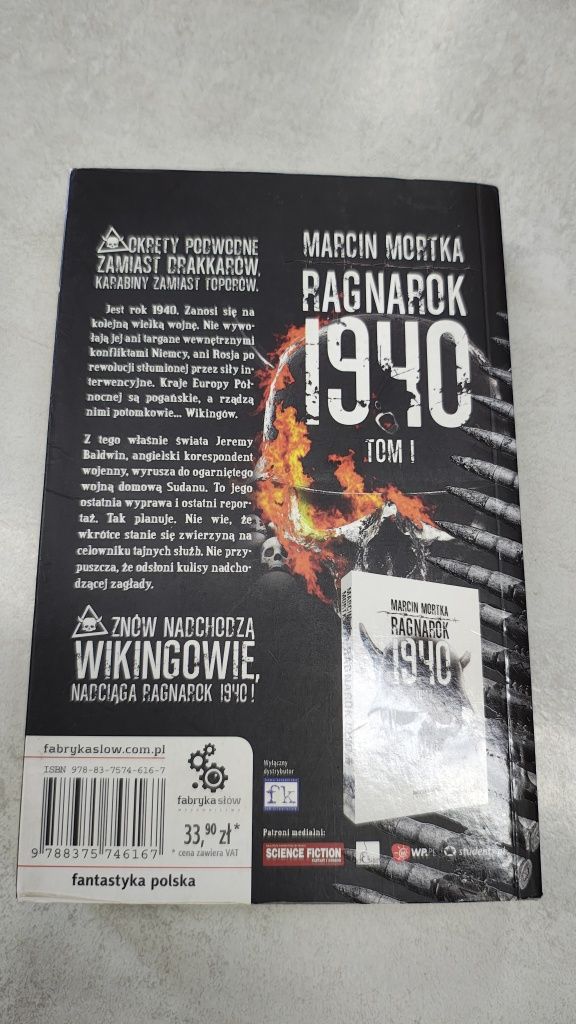 OKRĘTY PODWODNE
ZAMIAST DRAKKARÓW,
KARABINY ZAMIAST TOPORÓW.
Jest rok 1940. Zanosi się na
kolejną wielką wojnę. Nie wywo-
łają jej ani targane wewnętrznymi
konfliktami Niemcy, ani Rosja po
rewolucji stłumionej przez siły in-
terwencyjne. Kraje Europy Pół-
nocnej są pogańskie, a rządzą
nimi potomkowie... Wikingów.
Z tego właśnie świata Jeremy
Baldwin, angielski korespondent
wojenny, wyrusza do ogarniętego
wojną domową Sudanu. To jego
ostatnia wyprawa i ostatni repor-
taż. Tak planuje. Nie wie, że
wkrótce stanie się zwierzyną na
celowniku tajnych służb. Nie przy-
puszcza, że odsłoni kulisy nadcho-
dzącej zagłady.
ZNÓW NADCHODZĄ
WIKINGOWIE,
NADCIĄGA RAGNAROK 1940!
MARCIN MORTKA
RAGNAROK
1940
TOM I
MARCIN MORTKA
RAGNAROK
1940
fabrykaslow.com.pl
ISBN 978-83-7574-616-7
9 788375 746167
fabryka słów
33,90 zł*
* cena zawiera VAT
fantastyka polska
Wyłączny
dystrybutor
fk
Patroni medialni:
SCIENCE FICTION
WP.PL